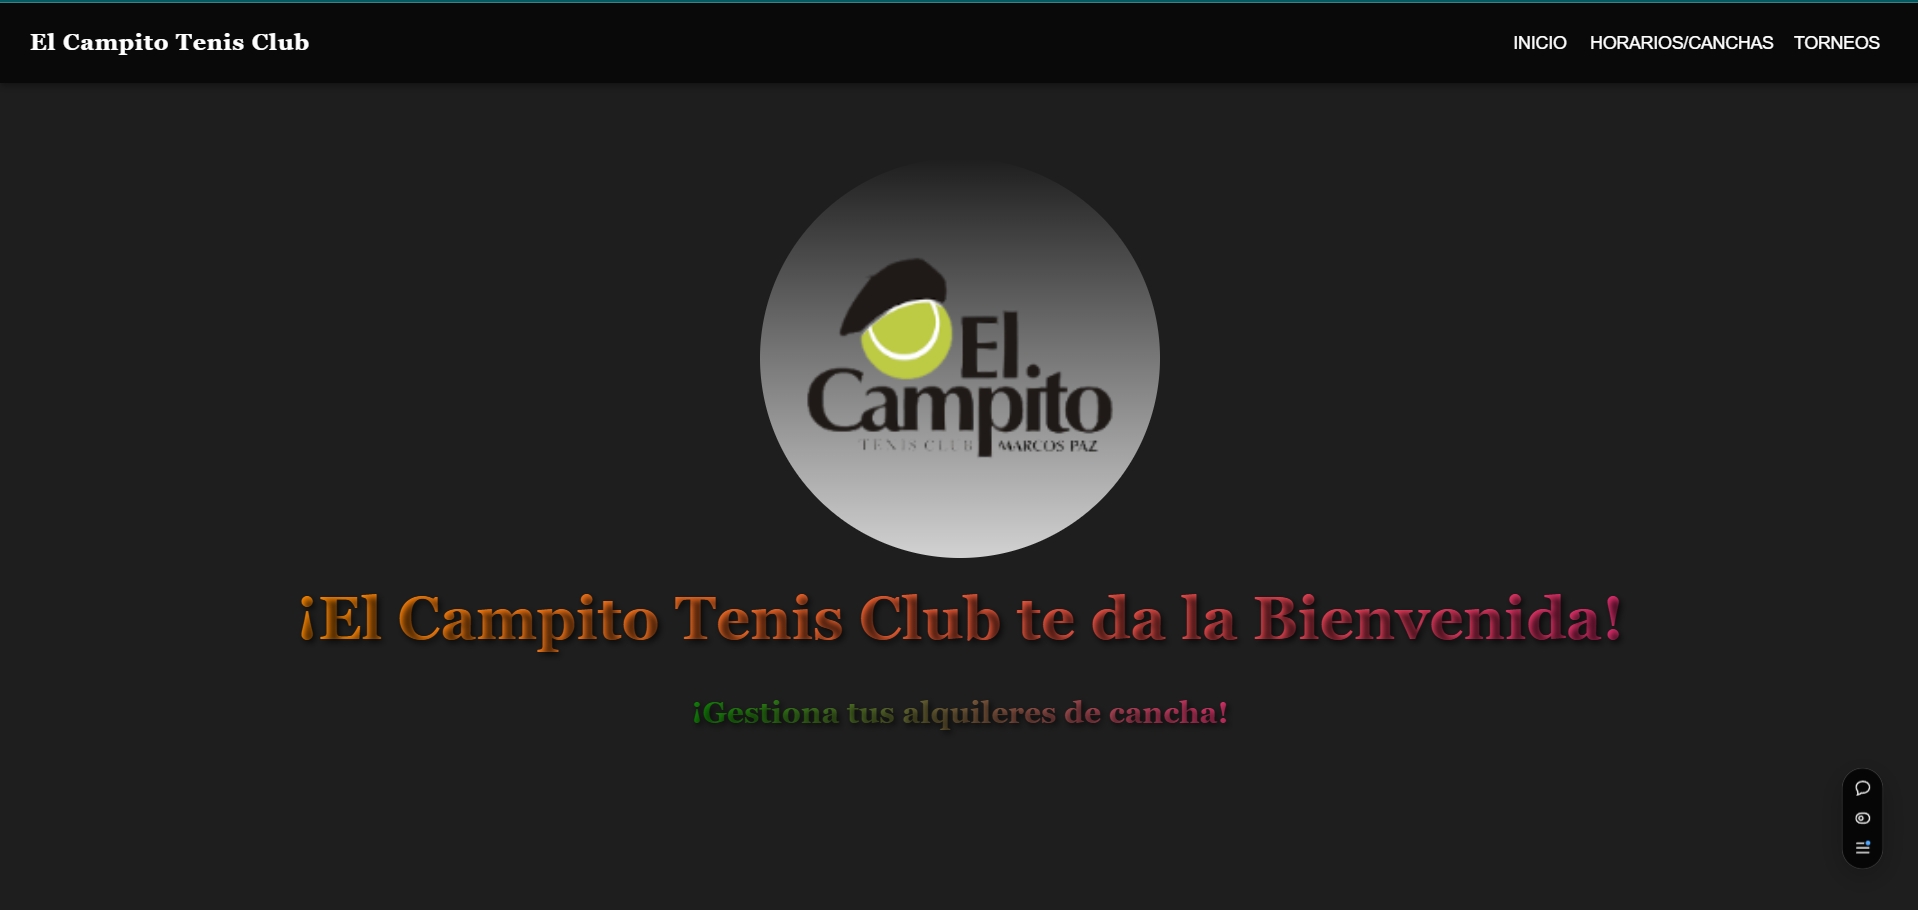 El Campito Tenis Club
INICIO HORARIOS/CANCHAS TORNEOS
El
Campito
TENIS CLUB MARCOS PAZ
¡El Campito Tenis Club te da la Bienvenida!
¡Gestiona tus alquileres de cancha!